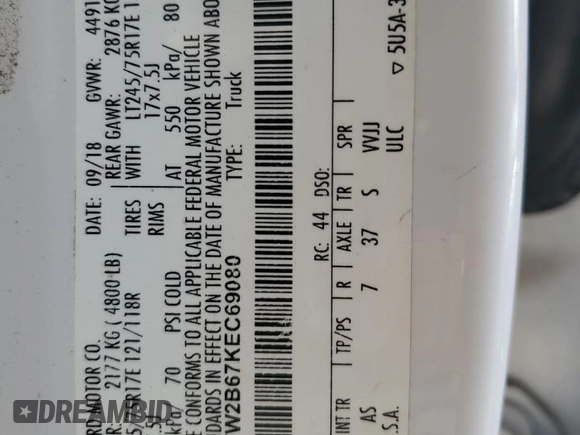 RD MOTOR CO. DATE: 09/18 GVWR: 4491
R: 2177 KG ( 4800 LB) REAR GAWR: 2876 KG
5R17E 121/118R TIRES WITH LT245/75R17E 1
.5J RIMS 17x7.5J
kPa/ 70 PSI COLD AT 550 kPa/ 80
E CONFORMS TO ALL APPLICABLE FEDERAL MOTOR VEHICLE
DARDS IN EFFECT ON THE DATE OF MANUFACTURE SHOWN ABO
W2B67KEC69080 TYPE: Truck
RC: 44 DSO:
INT TR TP/PS R AXLE TR SPR
AS 7 37 S VVJJ
S.A. ULC ▽ 5U5A-3
DREAMBID